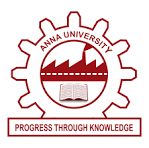 ANNA UNIVERSITY
PROGRESS THROUGH KNOWLEDGE